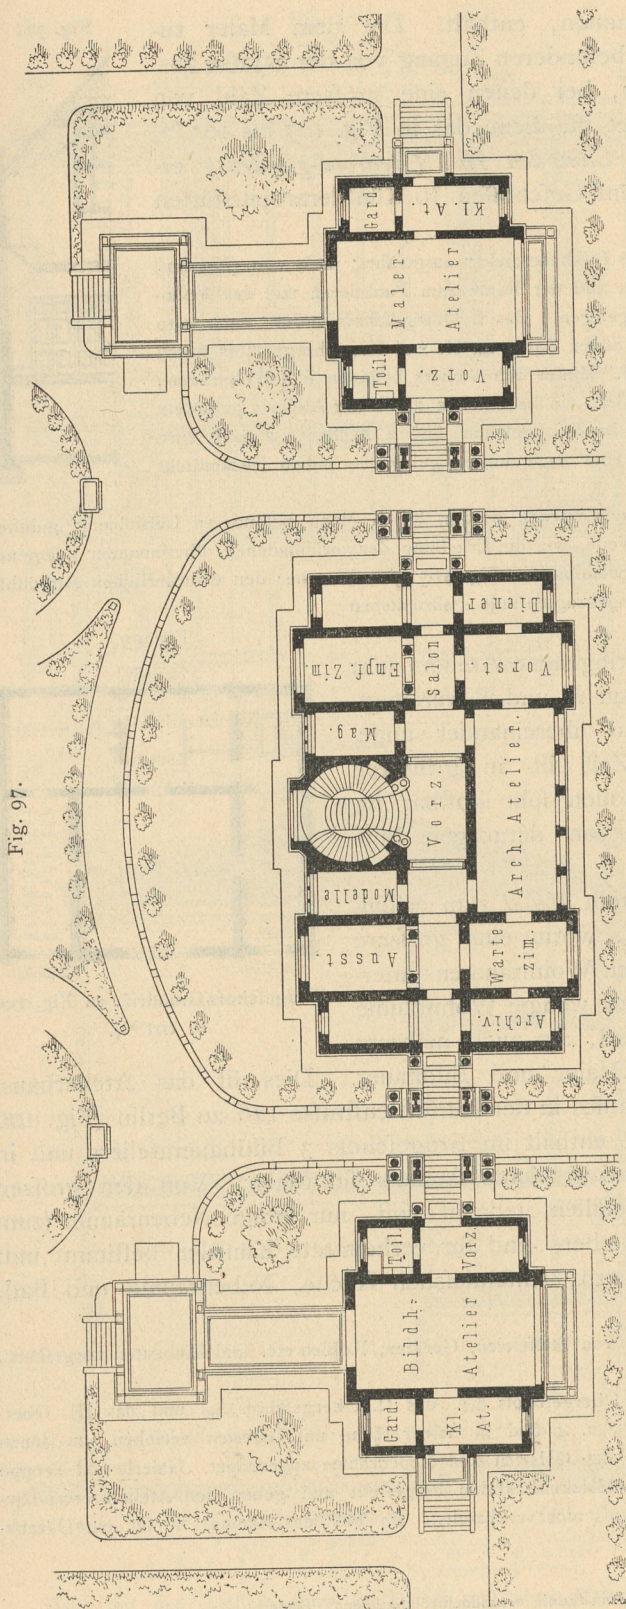 Fig. 97.
Gard.
Kl. At.
Maler-
Atelier
Toil.
Vorz.
Diener
Empf. Zim.
Salon
Vorst.
Mag.
Vorz.
Arch. Atelier.
Modelle
Ausst.
Warte
zim.
Archiv.
Toil.
Vorz.
Bildh.-
Atelier
Gard.
Kl.
At.